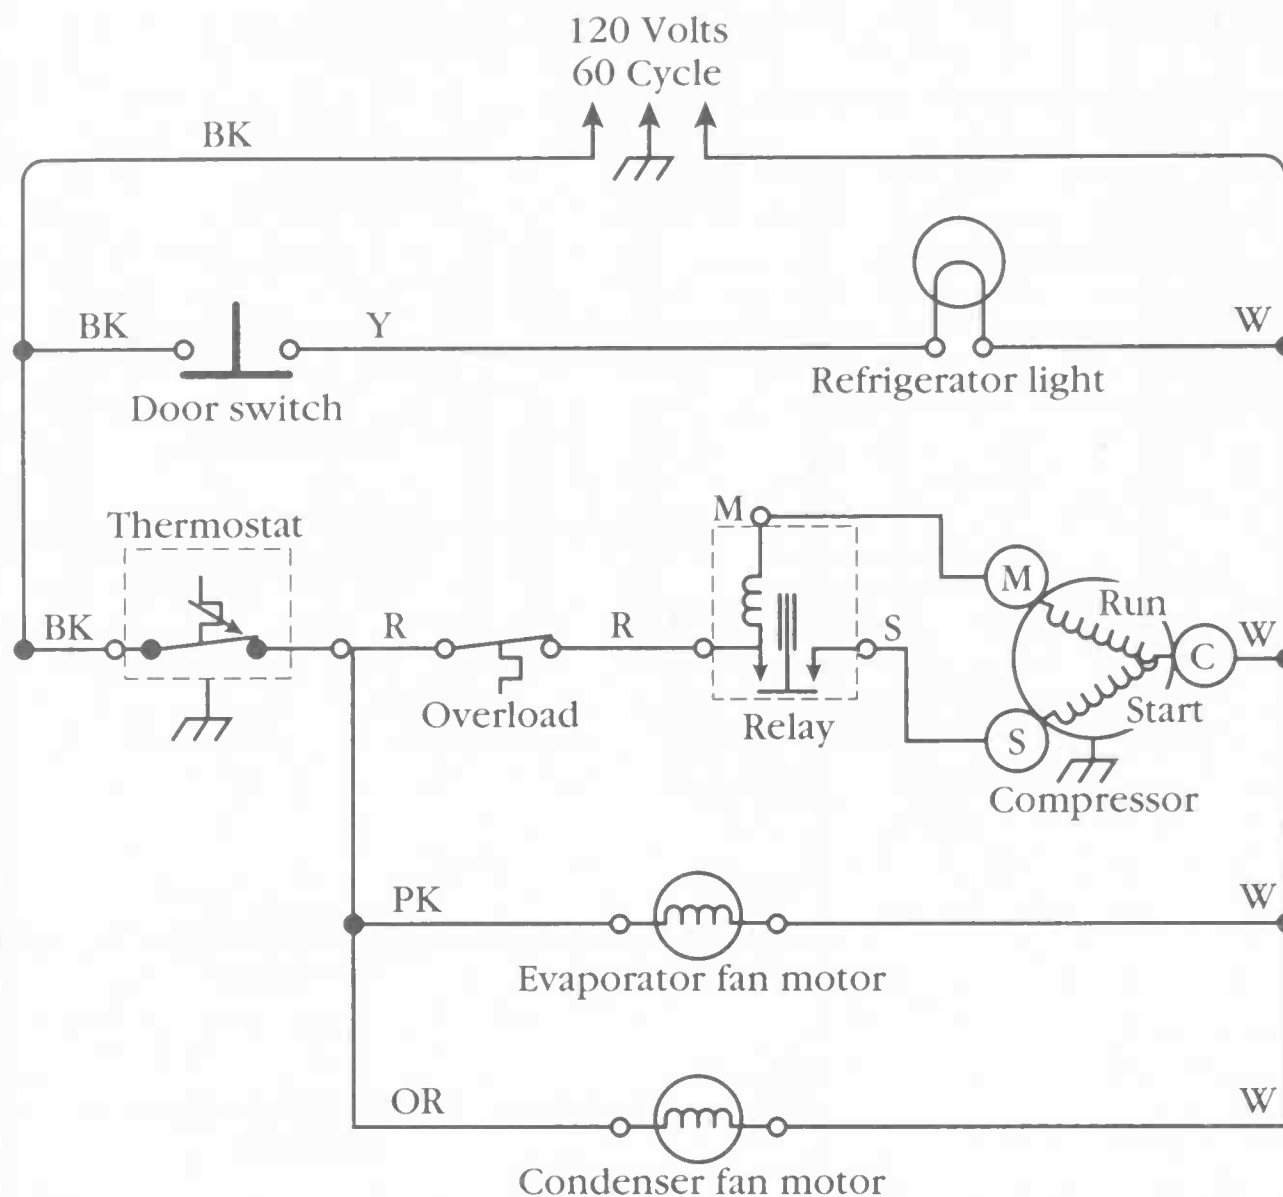 120 Volts
60 Cycle
BK
BK
Y
W
Door switch
Refrigerator light
Thermostat
M
BK
R
R
S
M
Run
C
W
Overload
Relay
S
Start
Compressor
PK
W
Evaporator fan motor
OR
W
Condenser fan motor